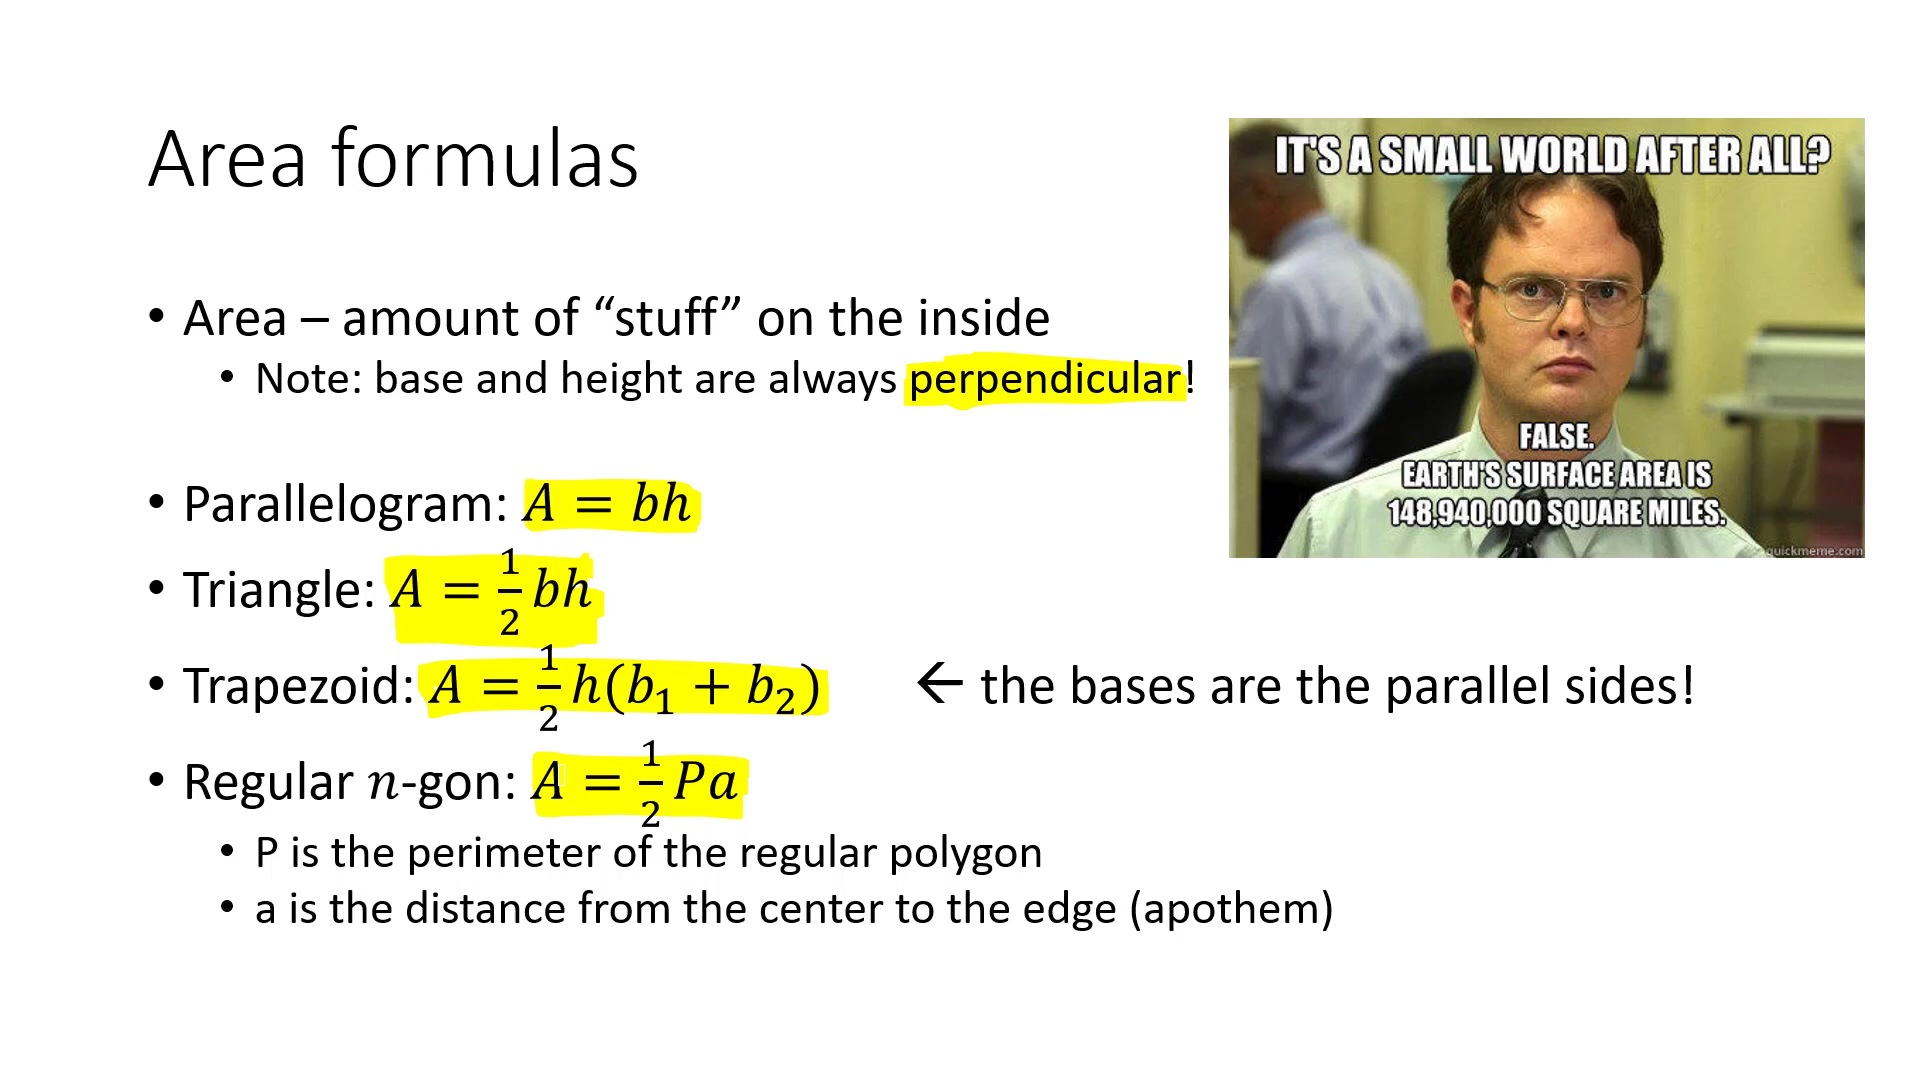 Area formulas
IT'S A SMALL WORLD AFTER ALL?
FALSE.
EARTH'S SURFACE AREA IS
148,940,000 SQUARE MILES.
quickmeme.com
• Area – amount of “stuff” on the inside
• Note: base and height are always perpendicular!
• Parallelogram: A = bh
• Triangle: A = 1/2 bh
• Trapezoid: A = 1/2 h(b₁ + b₂) ← the bases are the parallel sides!
• Regular n-gon: A = 1/2 Pa
• P is the perimeter of the regular polygon
• a is the distance from the center to the edge (apothem)